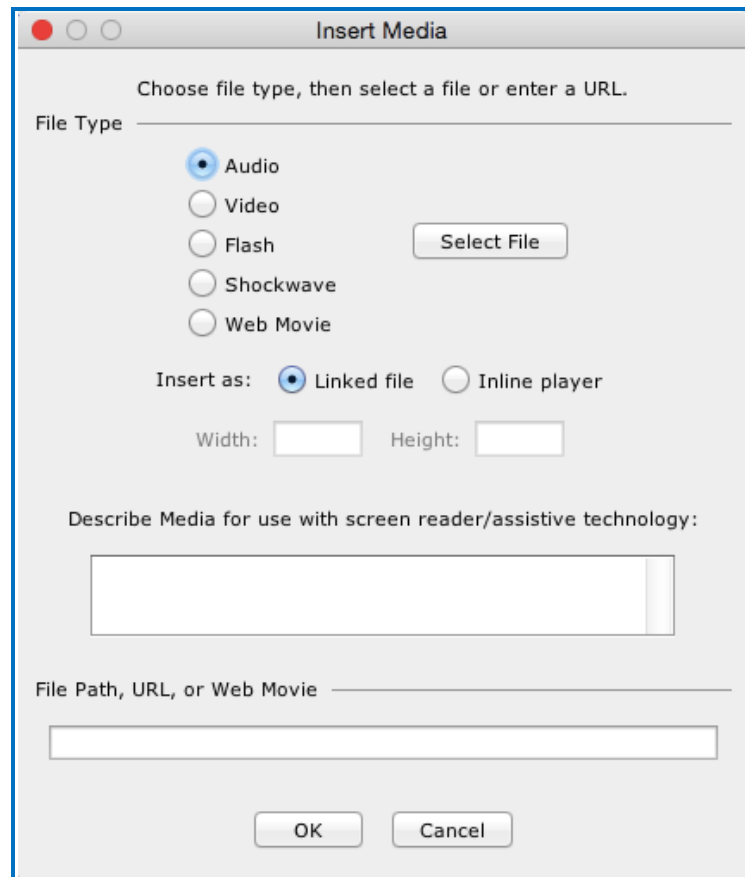 Insert Media
Choose file type, then select a file or enter a URL.
File Type
Audio
Video
Flash
Select File
Shockwave
Web Movie
Insert as: Linked file Inline player
Width: Height:
Describe Media for use with screen reader/assistive technology:
File Path, URL, or Web Movie
OK Cancel